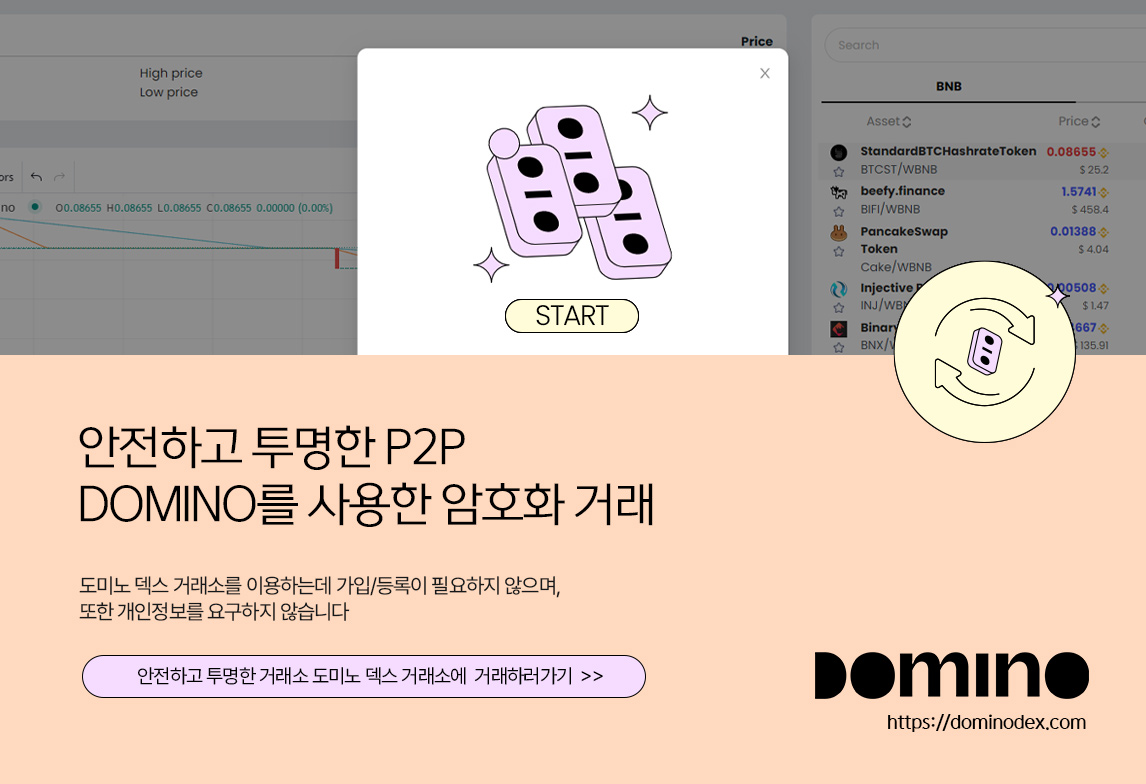 Price
High price
Low price
ors
no O0.08655 H0.08655 L0.08655 C0.08655 0.00000 (0.00%)
X
START
Search
BNB
Asset Price
StandardBTCHashrateToken 0.08655
BTCST/WBNB $ 25.2
beefy.finance 1.5741
BIFI/WBNB $ 458.4
PancakeSwap 0.01388
Token $ 4.04
Cake/WBNB
Injective P 0.00508
INJ/WBN $ 1.47
Binary 667
BNX/W 135.91
안전하고 투명한 P2P
DOMINO를 사용한 암호화 거래
도미노 덱스 거래소를 이용하는데 가입/등록이 필요하지 않으며,
또한 개인정보를 요구하지 않습니다
안전하고 투명한 거래소 도미노 덱스 거래소에 거래하러가기 >>
DOMINO
https://dominodex.com